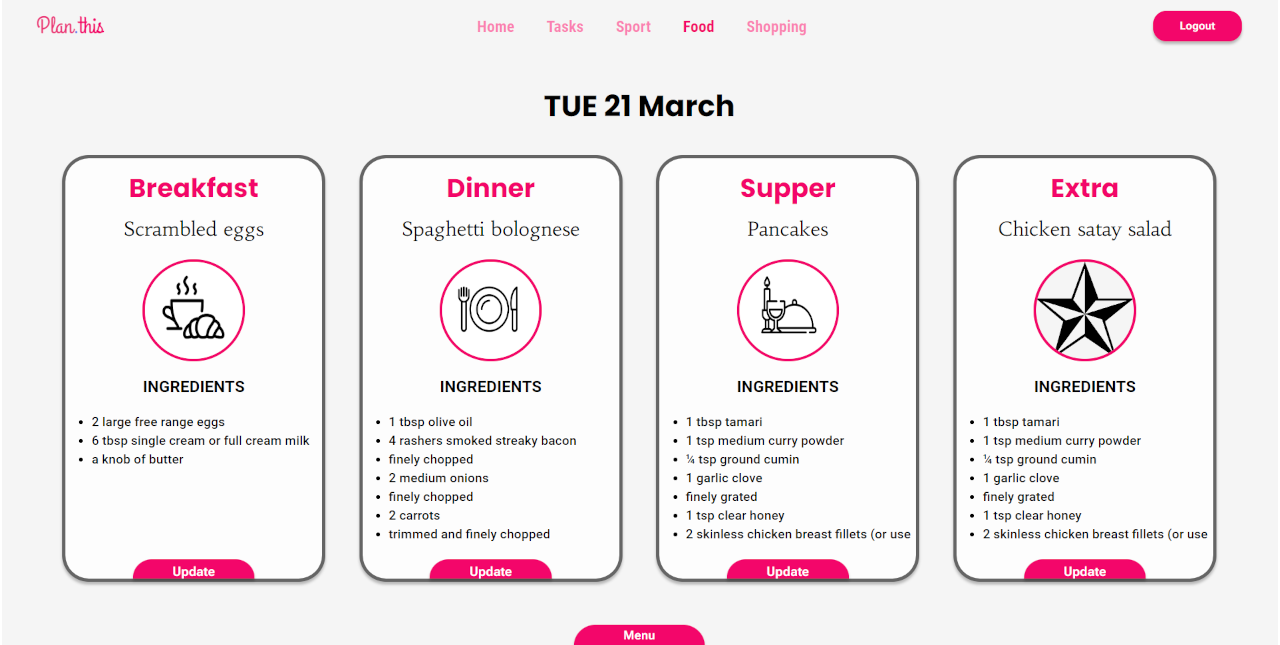 Plan.this
Home Tasks Sport Food Shopping
Logout
TUE 21 March
Breakfast
Scrambled eggs
INGREDIENTS
2 large free range eggs
6 tbsp single cream or full cream milk
a knob of butter
Update
Dinner
Spaghetti bolognese
INGREDIENTS
1 tbsp olive oil
4 rashers smoked streaky bacon
finely chopped
2 medium onions
finely chopped
2 carrots
trimmed and finely chopped
Update
Supper
Pancakes
INGREDIENTS
1 tbsp tamari
1 tsp medium curry powder
¼ tsp ground cumin
1 garlic clove
finely grated
1 tsp clear honey
2 skinless chicken breast fillets (or use
Update
Extra
Chicken satay salad
INGREDIENTS
1 tbsp tamari
1 tsp medium curry powder
¼ tsp ground cumin
1 garlic clove
finely grated
1 tsp clear honey
2 skinless chicken breast fillets (or use
Update
Menu